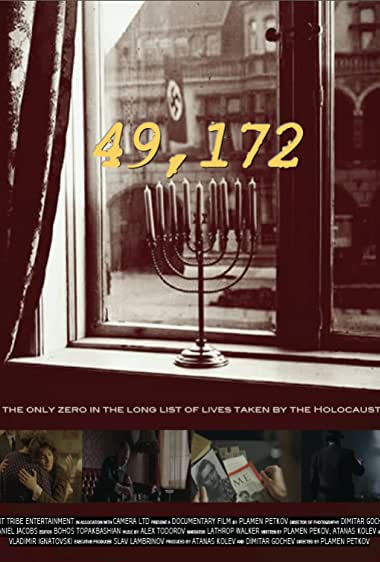 49,172
THE ONLY ZERO IN THE LONG LIST OF LIVES TAKEN BY THE HOLOCAUST
IT TRIBE ENTERTAINMENT IN ASSOCIATION WITH CAMERA LTD PRESENT A DOCUMENTARY FILM BY PLAMEN PETKOV DIRECTOR OF PHOTOGRAPHY DIMITAR GOCH
NIEL JACOBS EDITOR BOHOS TOPAKBASHIAN MUSIC BY ALEX TODOROV NARRATOR LATHROP WALKER WRITTEN BY PLAMEN PEKOV, ATANAS KOLEV A
VLADIMIR IGNATOVSKI EXECUTIVE PRODUCER SLAV LAMBRINOV PRODUCED BY ATANAS KOLEV AND DIMITAR GOCHEV DIRECTED BY PLAMEN PETKOV